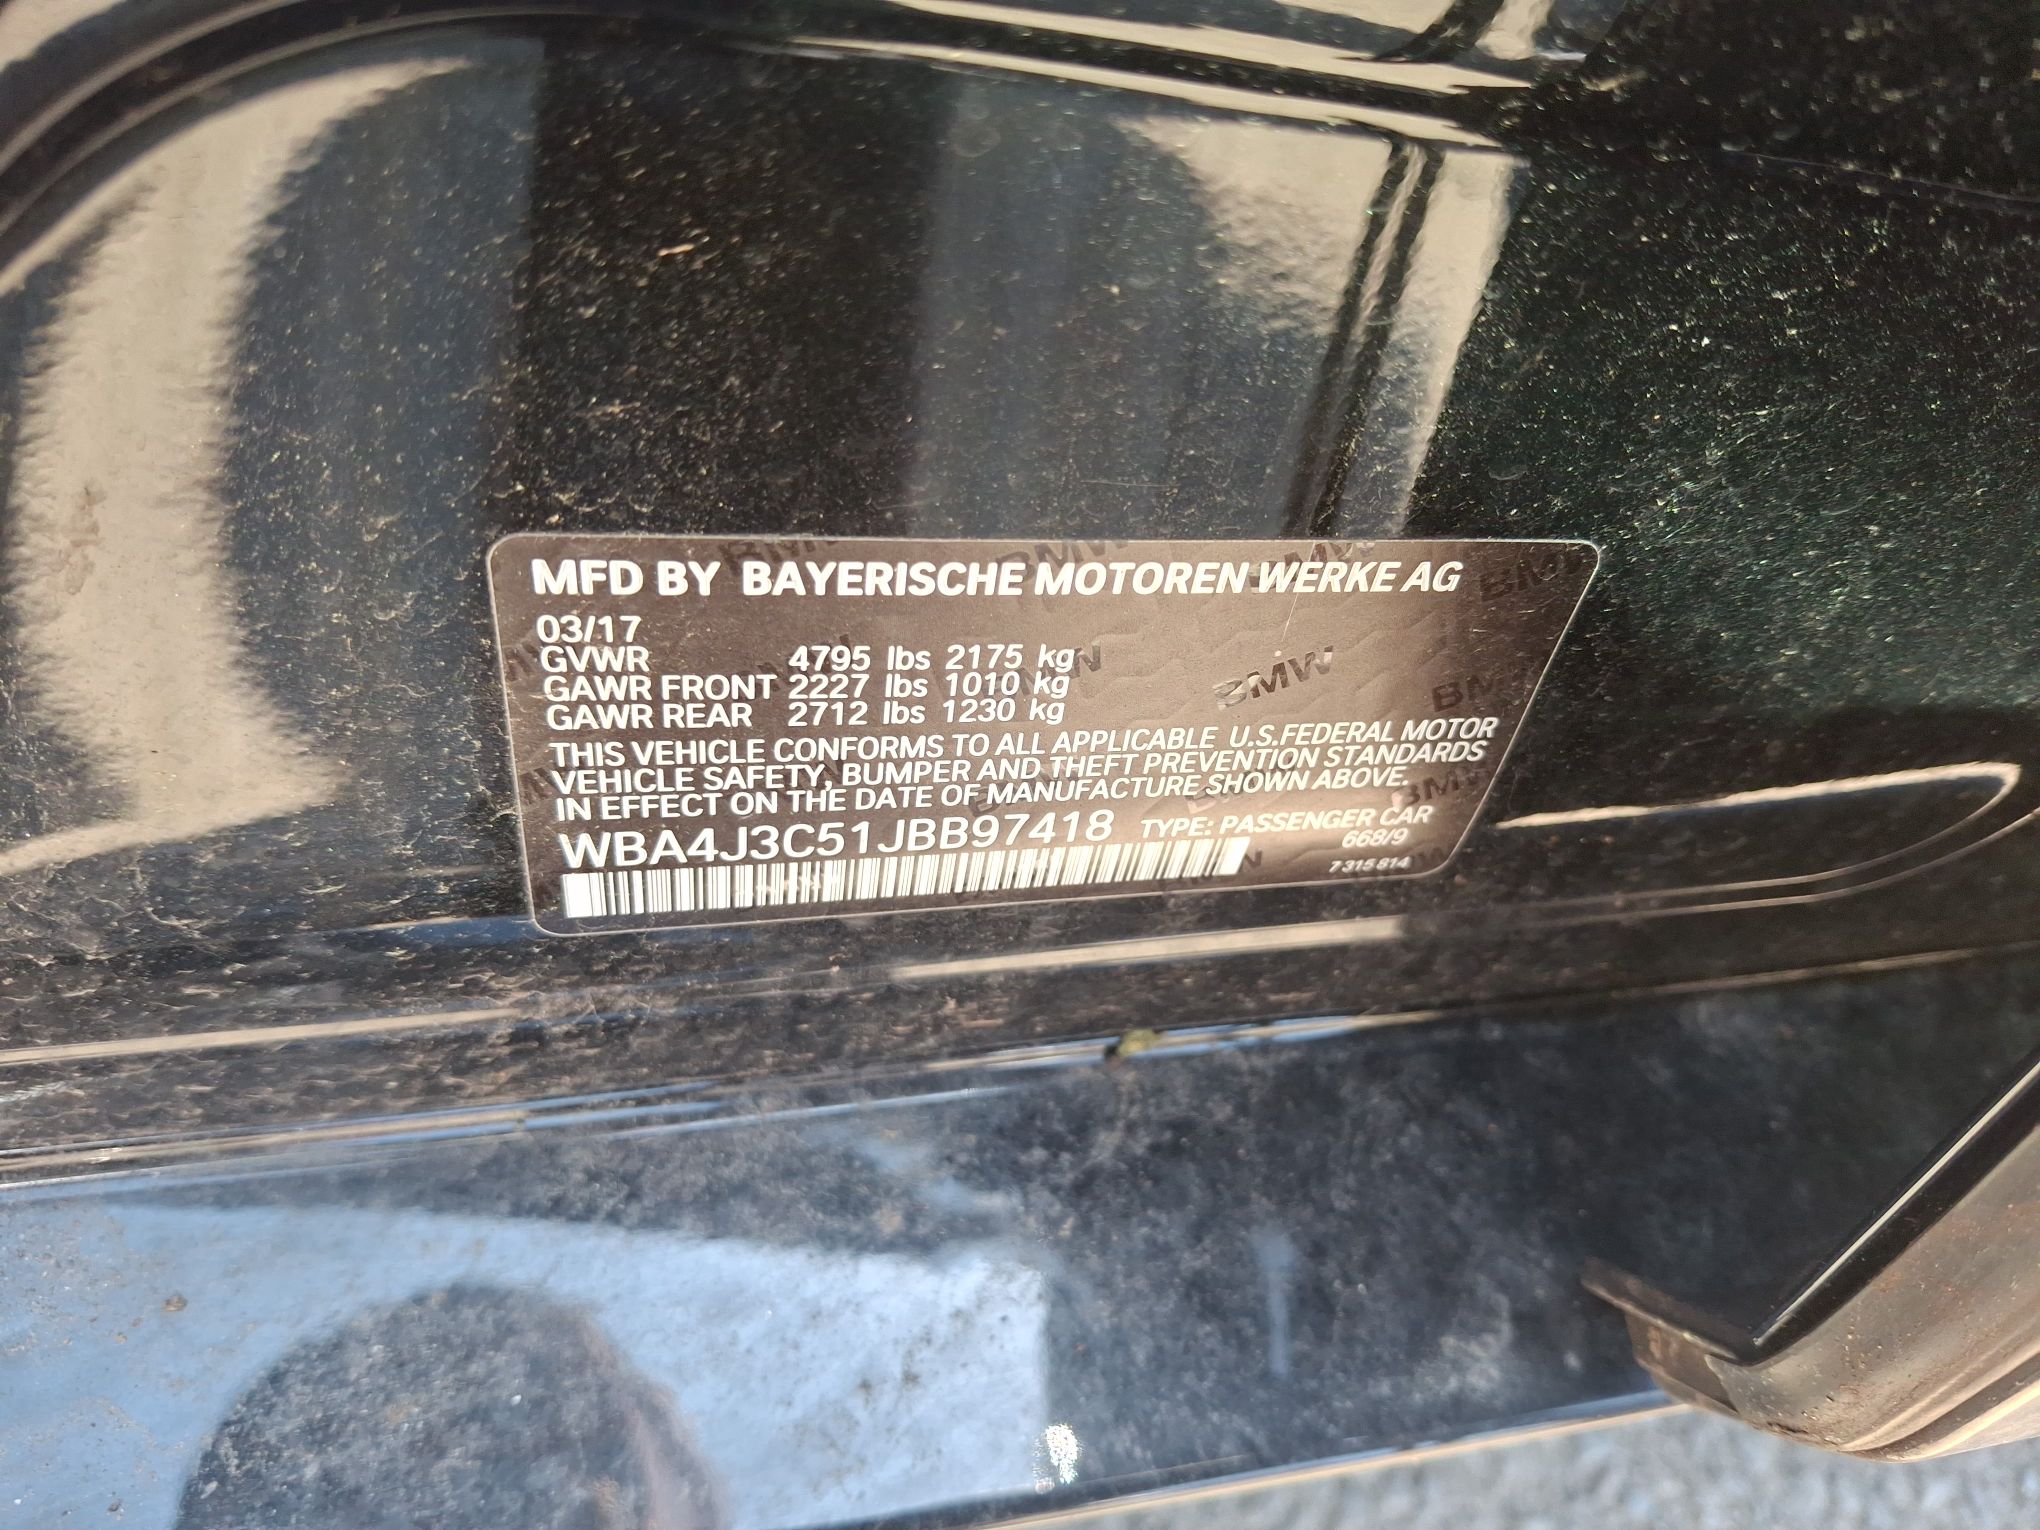 MFD BY BAYERISCHE MOTOREN WERKE AG
03/17
GVWR 4795 lbs 2175 kg
GAWR FRONT 2227 lbs 1010 kg
GAWR REAR 2712 lbs 1230 kg
THIS VEHICLE CONFORMS TO ALL APPLICABLE U.S.FEDERAL MOTOR
VEHICLE SAFETY, BUMPER AND THEFT PREVENTION STANDARDS
IN EFFECT ON THE DATE OF MANUFACTURE SHOWN ABOVE.
WBA4J3C51JBB97418 TYPE: PASSENGER CAR
668/9
7 315 814